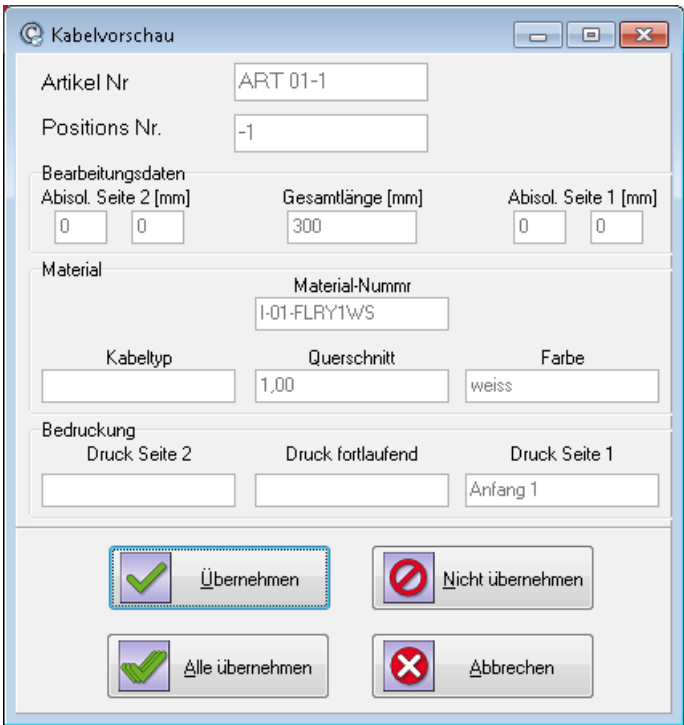 Kabelvorschau
Artikel Nr ART 01-1
Positions Nr. -1
Bearbeitungsdaten
Abisol. Seite 2 [mm] Gesamtlänge [mm] Abisol. Seite 1 [mm]
0 0 300 0 0
Material
Material-Nummr
I-01-FLRY1WS
Kabeltyp Querschnitt Farbe
1,00 weiss
Bedruckung
Druck Seite 2 Druck fortlaufend Druck Seite 1
Anfang 1
Übernehmen Nicht übernehmen
Alle übernehmen Abbrechen